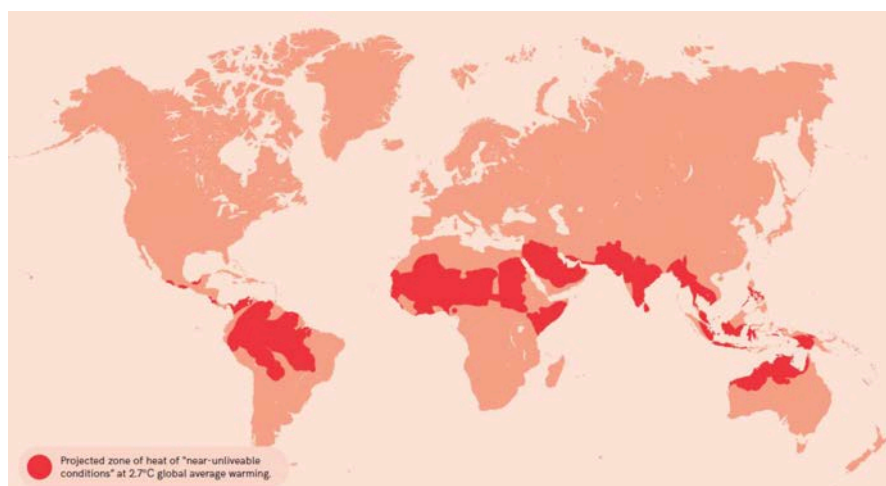 Projected zone of heat of "near-unliveable
conditions" at 2.7°C global average warming.